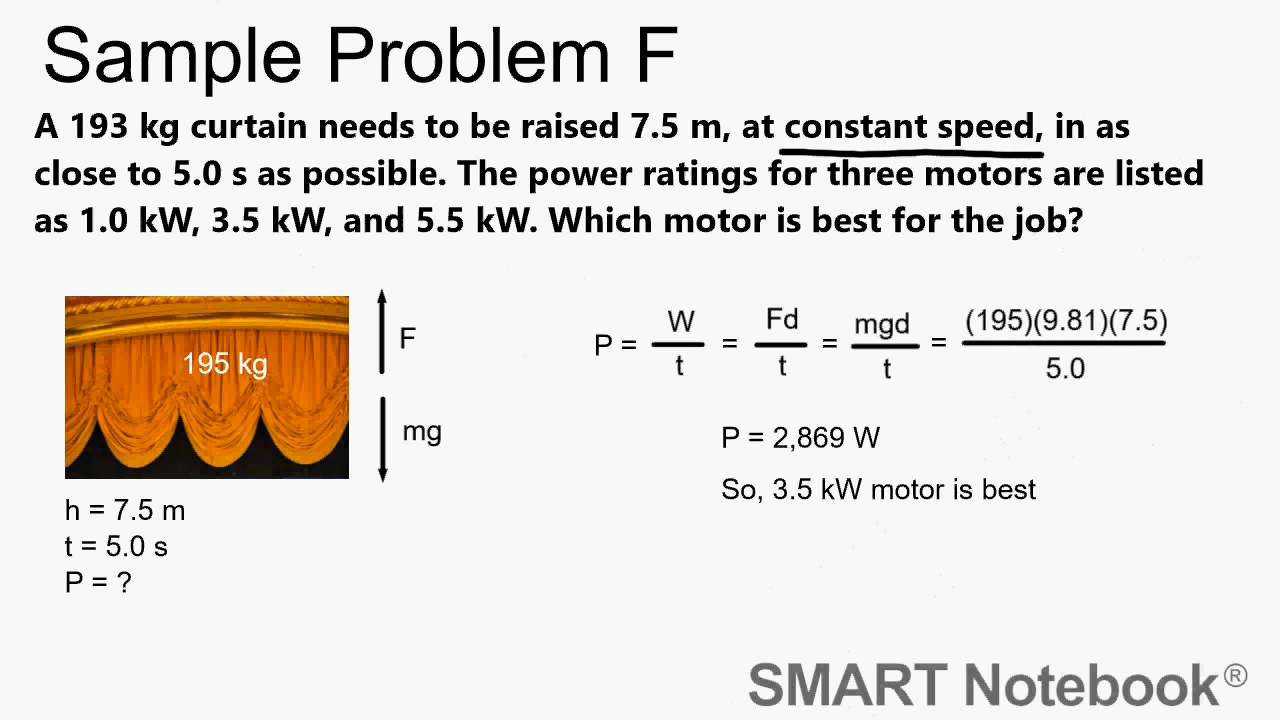 Sample Problem F
A 193 kg curtain needs to be raised 7.5 m, at constant speed, in as
close to 5.0 s as possible. The power ratings for three motors are listed
as 1.0 kW, 3.5 kW, and 5.5 kW. Which motor is best for the job?
195 kg
F
mg
h = 7.5 m
t = 5.0 s
P = ?
P = W/t = Fd/t = mgd/t = (195)(9.81)(7.5)/5.0
P = 2,869 W
So, 3.5 kW motor is best
SMART Notebook®